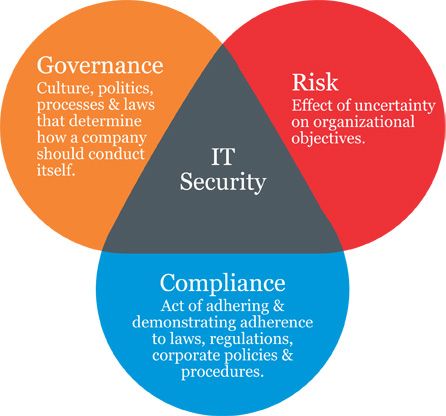 Governance
Culture, politics,
processes & laws
that determine
how a company
should conduct
itself.
Risk
Effect of uncertainty
on organizational
objectives.
IT
Security
Compliance
Act of adhering &
demonstrating adherence
to laws, regulations,
corporate policies &
procedures.